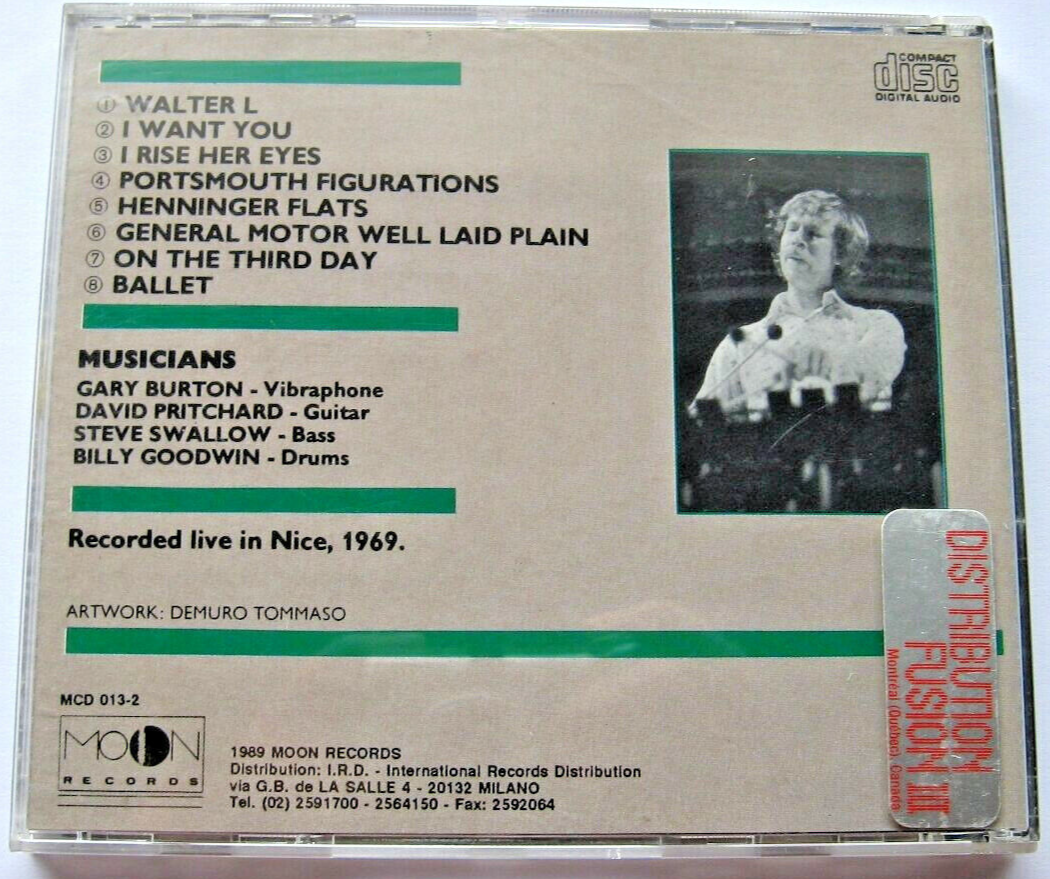 COMPACT
disc
DIGITAL AUDIO
① WALTER L
② I WANT YOU
③ I RISE HER EYES
④ PORTSMOUTH FIGURATIONS
⑤ HENNINGER FLATS
⑥ GENERAL MOTOR WELL LAID PLAIN
⑦ ON THE THIRD DAY
⑧ BALLET
MUSICIANS
GARY BURTON - Vibraphone
DAVID PRITCHARD - Guitar
STEVE SWALLOW - Bass
BILLY GOODWIN - Drums
Recorded live in Nice, 1969.
ARTWORK: DEMURO TOMMASO
MCD 013-2
MOON
RECORDS
1989 MOON RECORDS
Distribution: I.R.D. - International Records Distribution
via G.B. de LA SALLE 4 - 20132 MILANO
Tel. (02) 2591700 - 2564150 - Fax: 2592064
DISTRIBUTION
FUSION III
Montréal (Québec), Canada